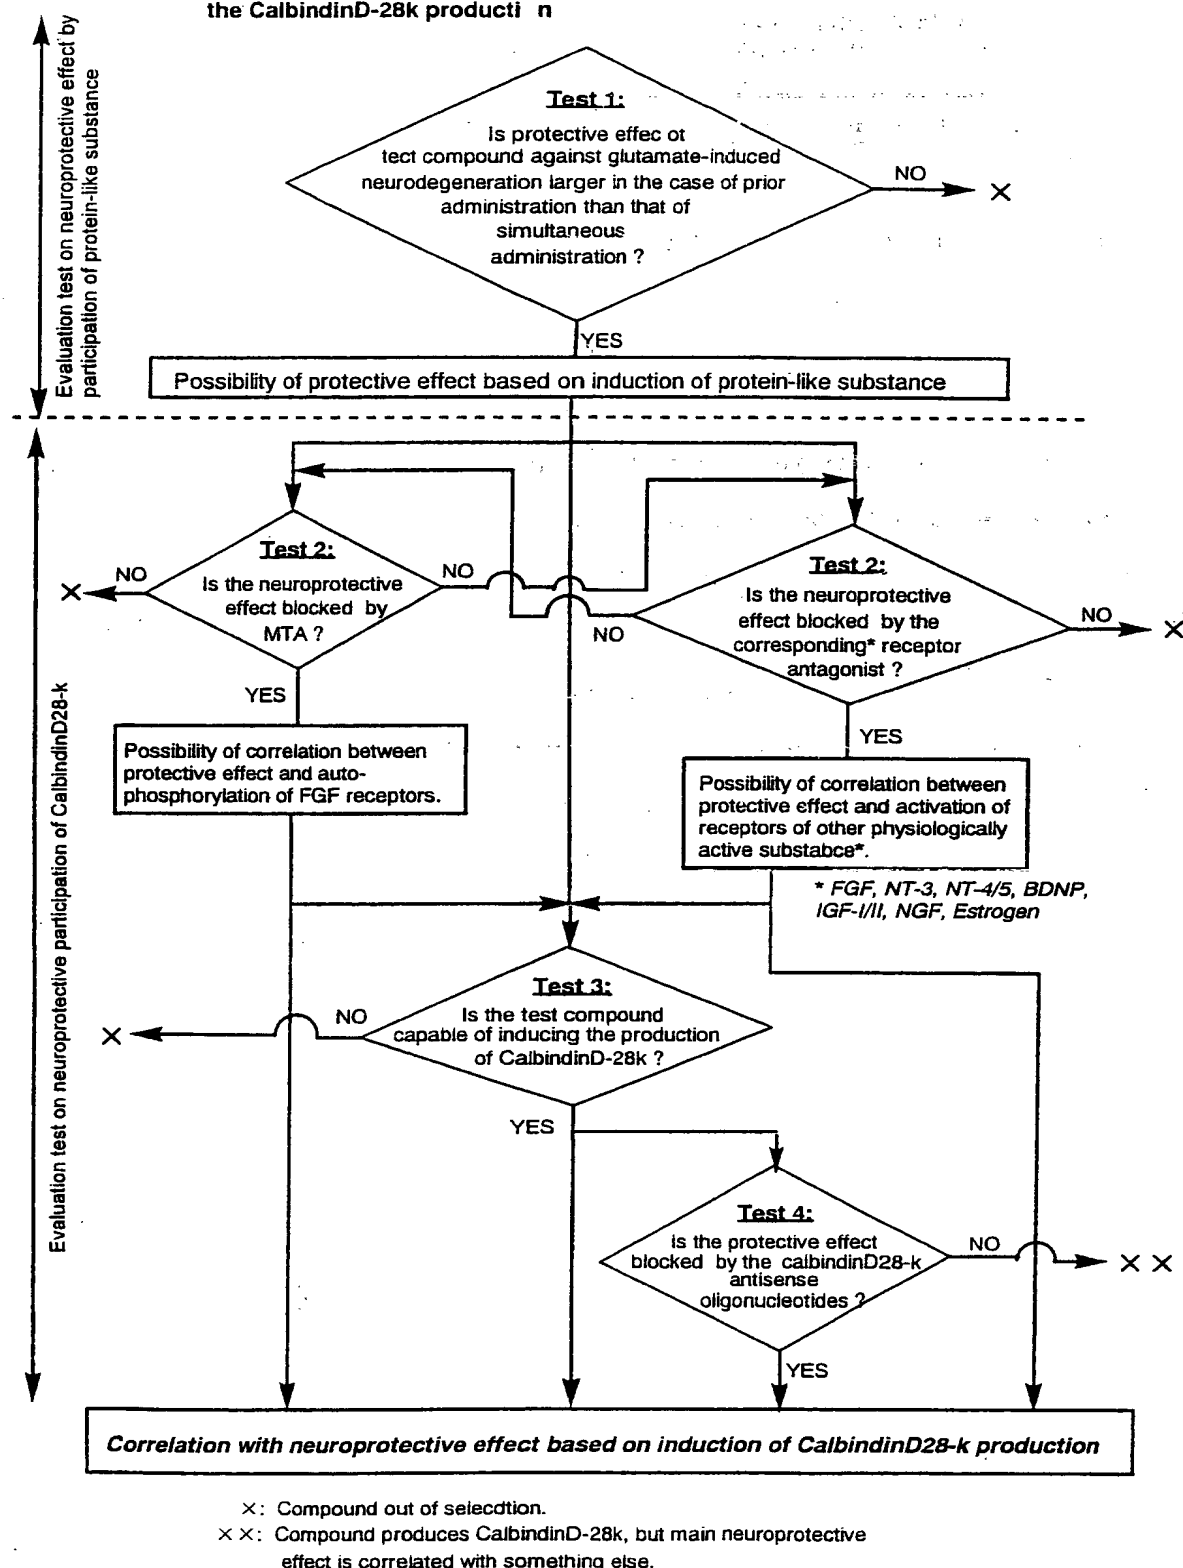 the CalbindinD-28k producti n
Evaluation test on neuroprotective effect by
participation of protein-like substance
Test 1:
Is protective effec ot
tect compound against glutamate-induced
neurodegeneration larger in the case of prior
administration than that of
simultaneous
administration ?
NO
×
YES
Possibility of protective effect based on induction of protein-like substance
Evaluation test on neuroprotective participation of CalbindinD28-k
Test 2:
Is the neuroprotective
effect blocked by
MTA ?
NO
×
NO
YES
Test 2:
Is the neuroprotective
effect blocked by the
corresponding* receptor
antagonist ?
NO
NO
×
YES
Possibility of correlation between
protective effect and auto-
phosphorylation of FGF receptors.
Possibility of correlation between
protective effect and activation of
receptors of other physiologically
active substabce*.
* FGF, NT-3, NT-4/5, BDNP,
IGF-I/II, NGF, Estrogen
Test 3:
Is the test compound
capable of inducing the production
of CalbindinD-28k ?
NO
×
YES
Test 4:
Is the protective effect
blocked by the calbindinD28-k
antisense
oligonucleotides ?
NO
× ×
YES
Correlation with neuroprotective effect based on induction of CalbindinD28-k production
×: Compound out of selecdtion.
× ×: Compound produces CalbindinD-28k, but main neuroprotective
effect is correlated with something else.